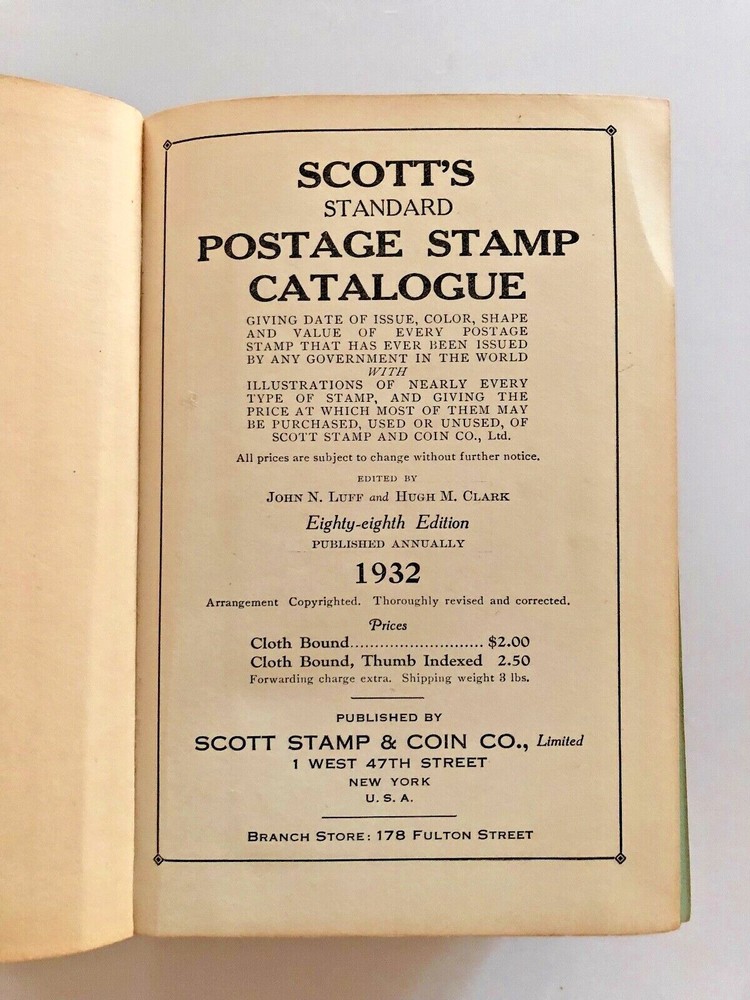 SCOTT'S
STANDARD
POSTAGE STAMP
CATALOGUE
GIVING DATE OF ISSUE, COLOR, SHAPE
AND VALUE OF EVERY POSTAGE
STAMP THAT HAS EVER BEEN ISSUED
BY ANY GOVERNMENT IN THE WORLD
WITH
ILLUSTRATIONS OF NEARLY EVERY
TYPE OF STAMP, AND GIVING THE
PRICE AT WHICH MOST OF THEM MAY
BE PURCHASED, USED OR UNUSED, OF
SCOTT STAMP AND COIN CO., Ltd.
All prices are subject to change without further notice.
EDITED BY
JOHN N. LUFF and HUGH M. CLARK
Eighty-eighth Edition
PUBLISHED ANNUALLY
1932
Arrangement Copyrighted. Thoroughly revised and corrected.
Prices
Cloth Bound........................... $2.00
Cloth Bound, Thumb Indexed 2.50
Forwarding charge extra. Shipping weight 3 lbs.
PUBLISHED BY
SCOTT STAMP & COIN CO., Limited
1 WEST 47TH STREET
NEW YORK
U. S. A.
BRANCH STORE: 178 FULTON STREET